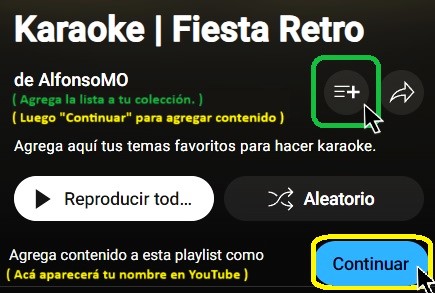 Karaoke | Fiesta Retro
de AlfonsoMO
( Agrega la lista a tu colección. )
( Luego "Continuar" para agregar contenido )
Agrega aquí tus temas favoritos para hacer karaoke.
Reproducir tod...
Aleatorio
Agrega contenido a esta playlist como
( Acá aparecerá tu nombre en YouTube )
Continuar